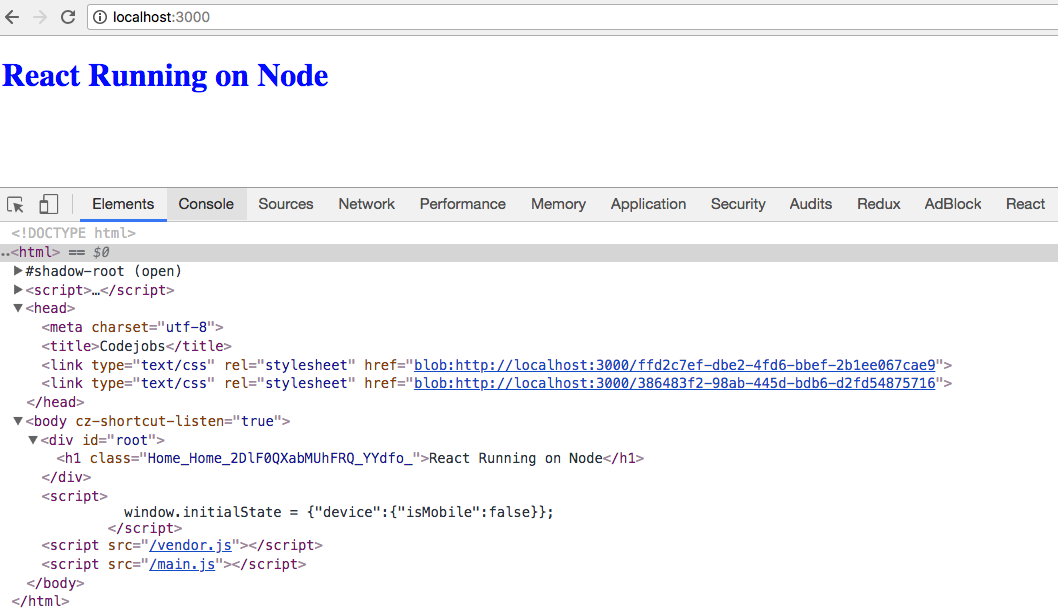 localhost:3000
React Running on Node
Elements Console Sources Network Performance Memory Application Security Audits Redux AdBlock React
<!DOCTYPE html>
..<html> == $0
#shadow-root (open)
<script>…</script>
<head>
<meta charset="utf-8">
<title>Codejobs</title>
<link type="text/css" rel="stylesheet" href="blob:http://localhost:3000/ffd2c7ef-dbe2-4fd6-bbef-2b1ee067cae9">
<link type="text/css" rel="stylesheet" href="blob:http://localhost:3000/386483f2-98ab-445d-bdb6-d2fd54875716">
</head>
<body cz-shortcut-listen="true">
<div id="root">
<h1 class="Home_Home_2DlF0QXabMUhFRQ_YYdfo_">React Running on Node</h1>
</div>
<script>
window.initialState = {"device":{"isMobile":false}};
</script>
<script src="/vendor.js"></script>
<script src="/main.js"></script>
</body>
</html>